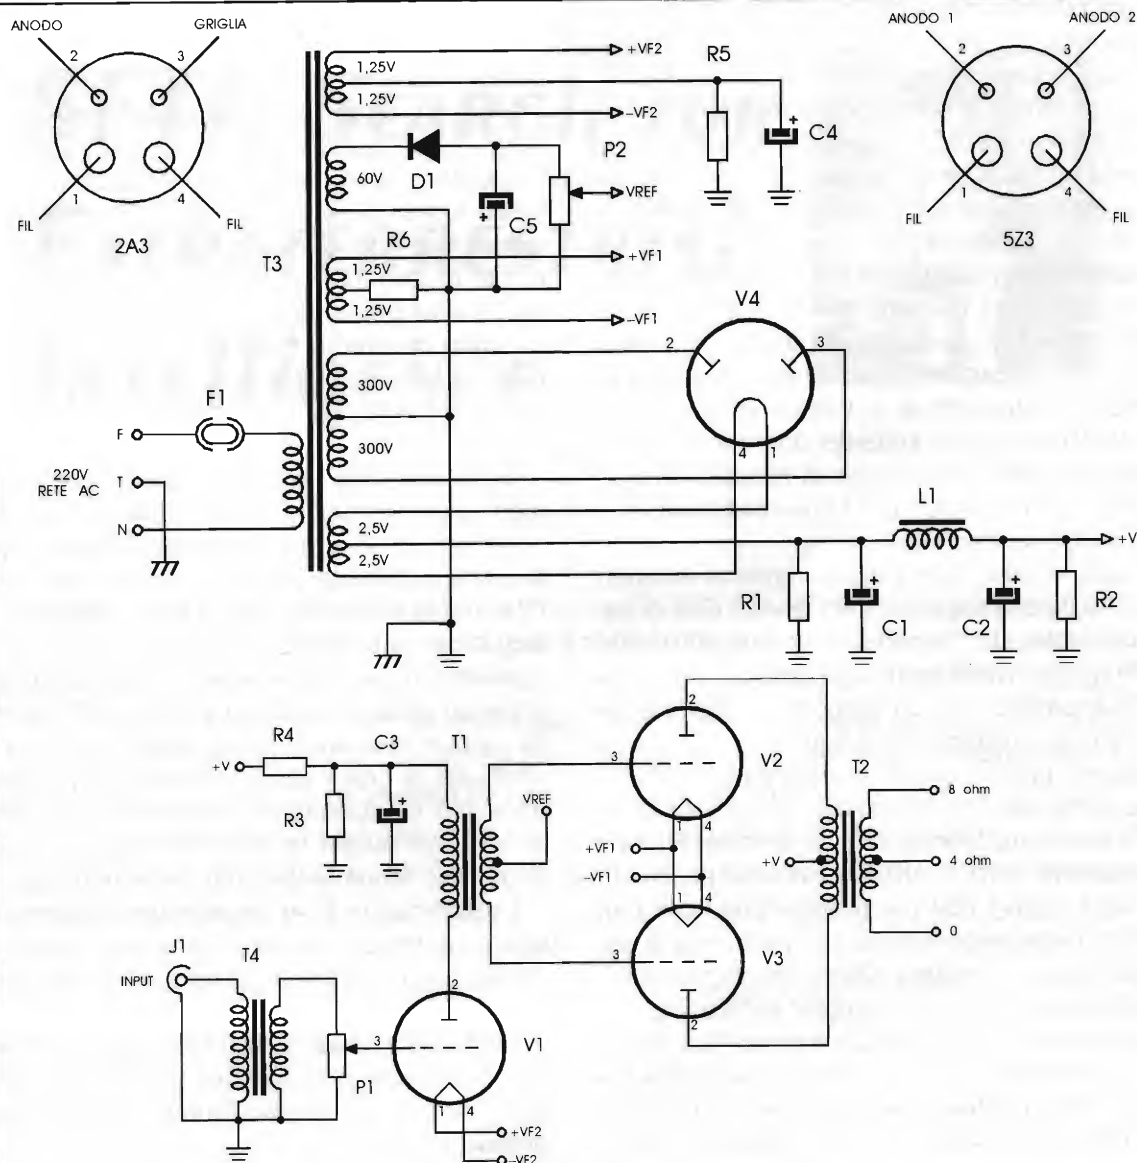 ANODO
GRIGLIA
2
3
1
4
FIL
FIL
2A3
ANODO 1
ANODO 2
2
3
1
4
FIL
FIL
5Z3
T3
1,25V
1,25V
+VF2
−VF2
R5
C4
+
60V
D1
C5
+
P2
VREF
R6
1,25V
1,25V
+VF1
−VF1
V4
2
3
4
1
300V
300V
F1
F
220V
RETE AC
T
N
2,5V
2,5V
L1
+V
R1
C1
+
C2
+
R2
R4
+V
R3
C3
+
T1
VREF
2
3
V2
1
4
+VF1
−VF1
1
4
3
V3
2
T2
+V
8 ohm
4 ohm
0
J1
INPUT
T4
P1
2
3
V1
1
4
+VF2
−VF2